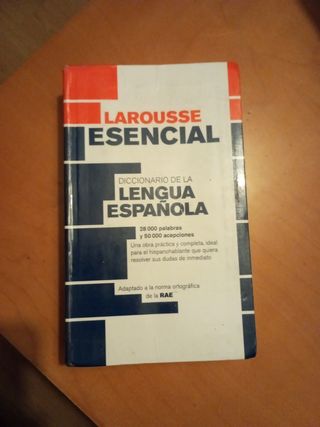 LAROUSSE
ESENCIAL
DICCIONARIO DE LA
LENGUA
ESPAÑOLA
28 000 palabras
y 50 000 acepciones
Una obra práctica y completa, ideal
para el hispanohablante que quiera
resolver sus dudas de inmediato
Adaptado a la norma ortográfica
de la RAE